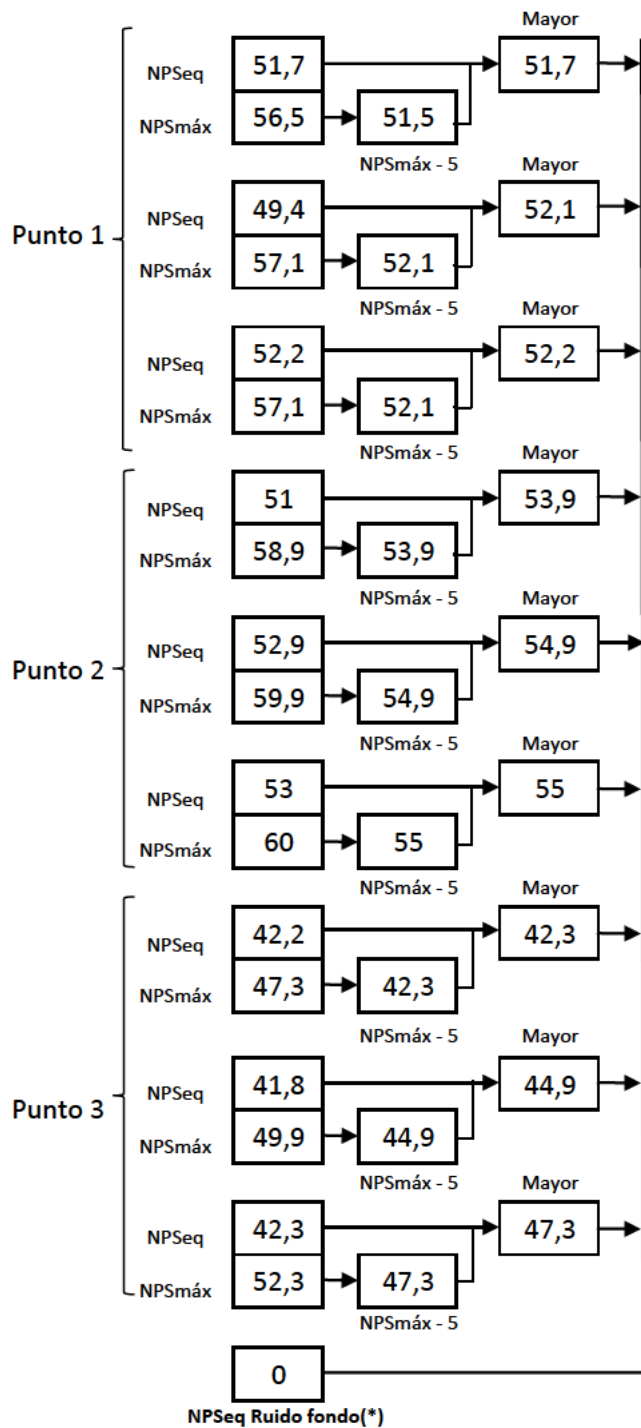 Mayor
NPSeq 51,7 51,7
NPSmáx 56,5 51,5
NPSmáx - 5
Mayor
NPSeq 49,4 52,1
Punto 1
NPSmáx 57,1 52,1
NPSmáx - 5
Mayor
NPSeq 52,2 52,2
NPSmáx 57,1 52,1
NPSmáx - 5
Mayor
NPSeq 51 53,9
NPSmáx 58,9 53,9
NPSmáx - 5
Mayor
NPSeq 52,9 54,9
Punto 2
NPSmáx 59,9 54,9
NPSmáx - 5
Mayor
NPSeq 53 55
NPSmáx 60 55
NPSmáx - 5
Mayor
NPSeq 42,2 42,3
NPSmáx 47,3 42,3
NPSmáx - 5
Mayor
NPSeq 41,8 44,9
Punto 3
NPSmáx 49,9 44,9
NPSmáx - 5
Mayor
NPSeq 42,3 47,3
NPSmáx 52,3 47,3
NPSmáx - 5
0
NPSeq Ruido fondo(*)